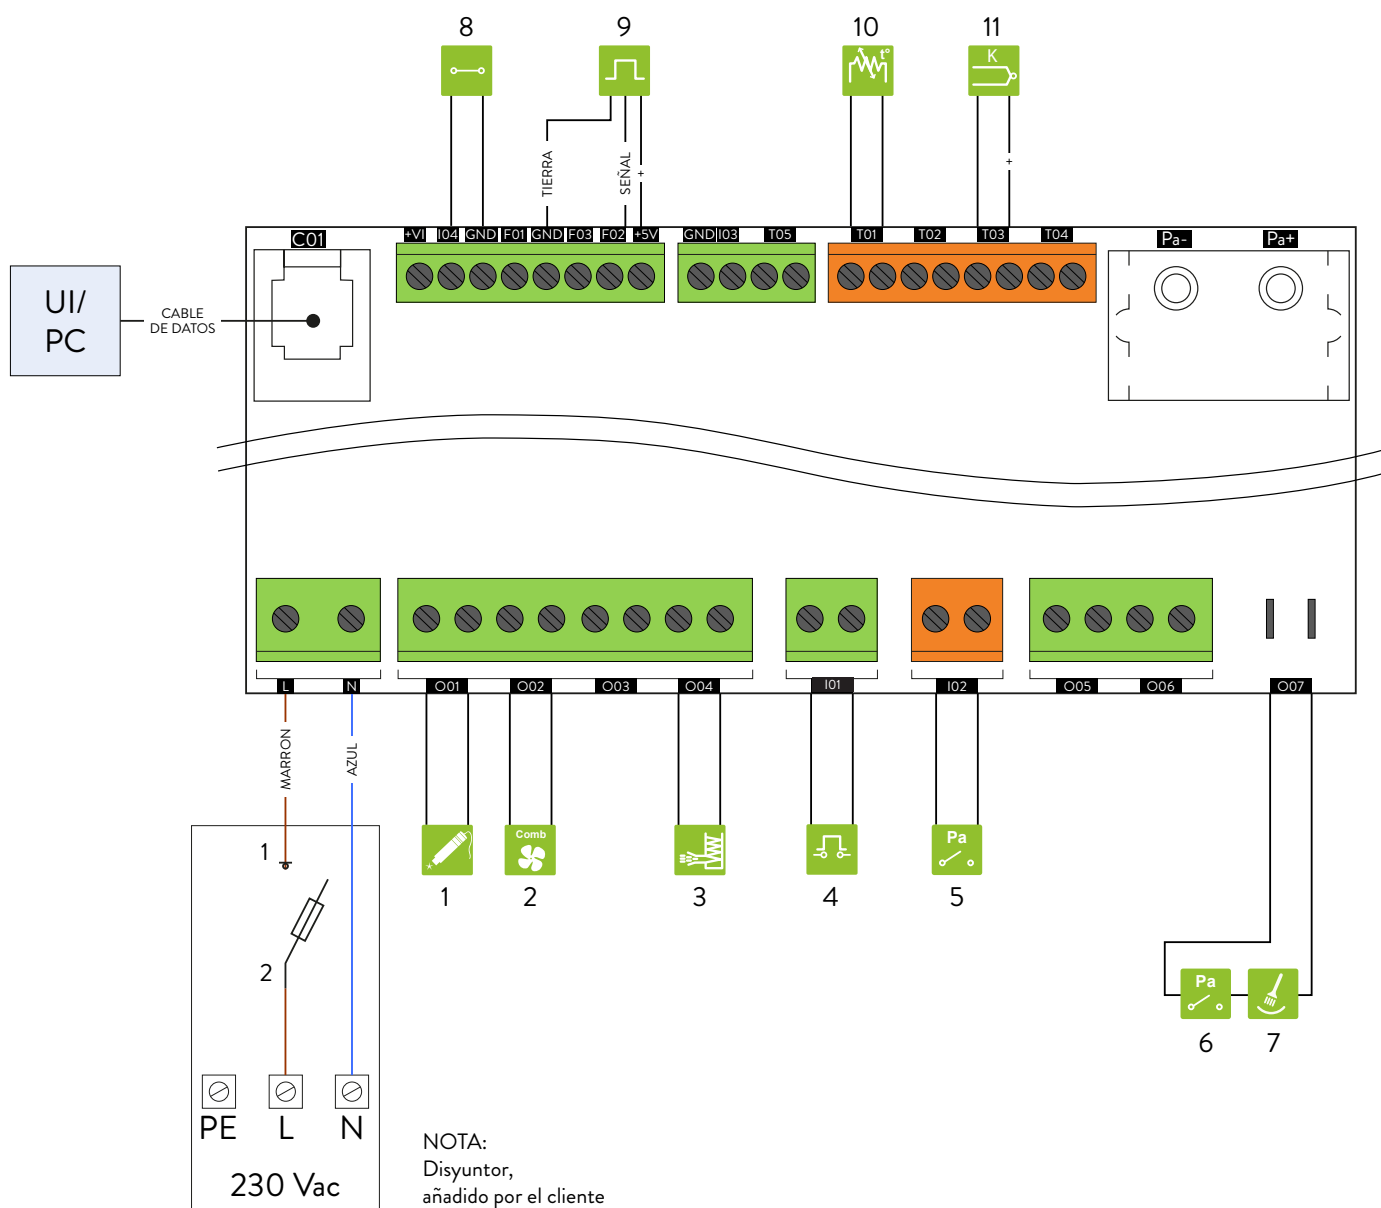 8 9 10 11
t°
K
TIERRA
SEÑAL
+
+
+VI I04 GND F01 GND F03 F02 +5V
GND I03 T05
T01 T02 T03 T04
C01
Pa- Pa+
UI/
PC
CABLE
DE DATOS
L N
O01 O02 O03 O04
I01
I02
O05 O06
O07
MARRON
AZUL
Comb
Pa
1 2 3 4 5
1
2
Pa
6 7
PE L N
230 Vac
NOTA:
Disyuntor,
añadido por el cliente